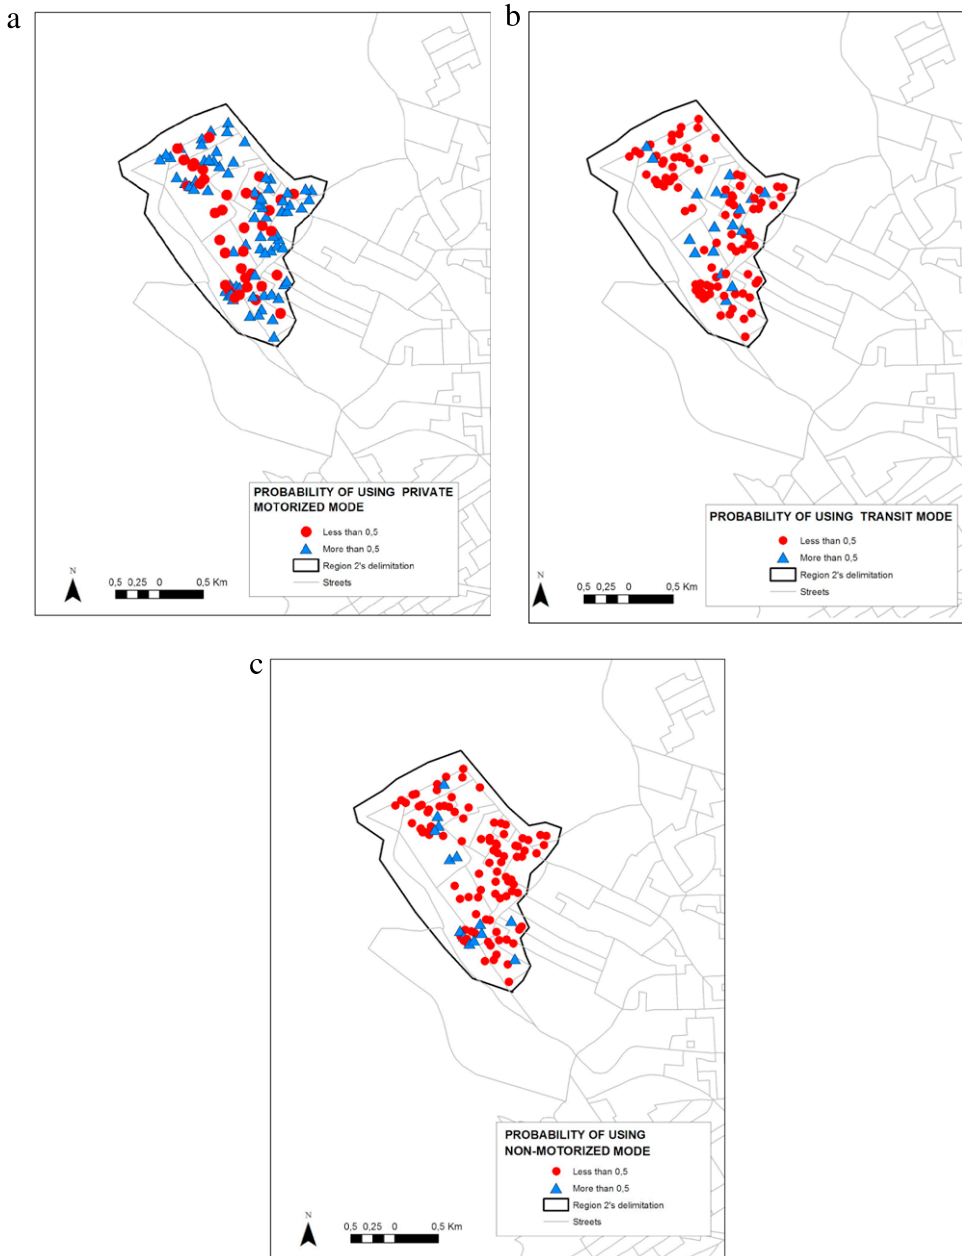 a
PROBABILITY OF USING PRIVATE
MOTORIZED MODE
Less than 0,5
More than 0,5
Region 2's delimitation
Streets
N
0,5 0,25 0 0,5 Km
b
PROBABILITY OF USING TRANSIT MODE
Less than 0,5
More than 0,5
Region 2's delimitation
Streets
N
0,5 0,25 0 0,5 Km
c
PROBABILITY OF USING
NON-MOTORIZED MODE
Less than 0,5
More than 0,5
Region 2's delimitation
Streets
N
0,5 0,25 0 0,5 Km